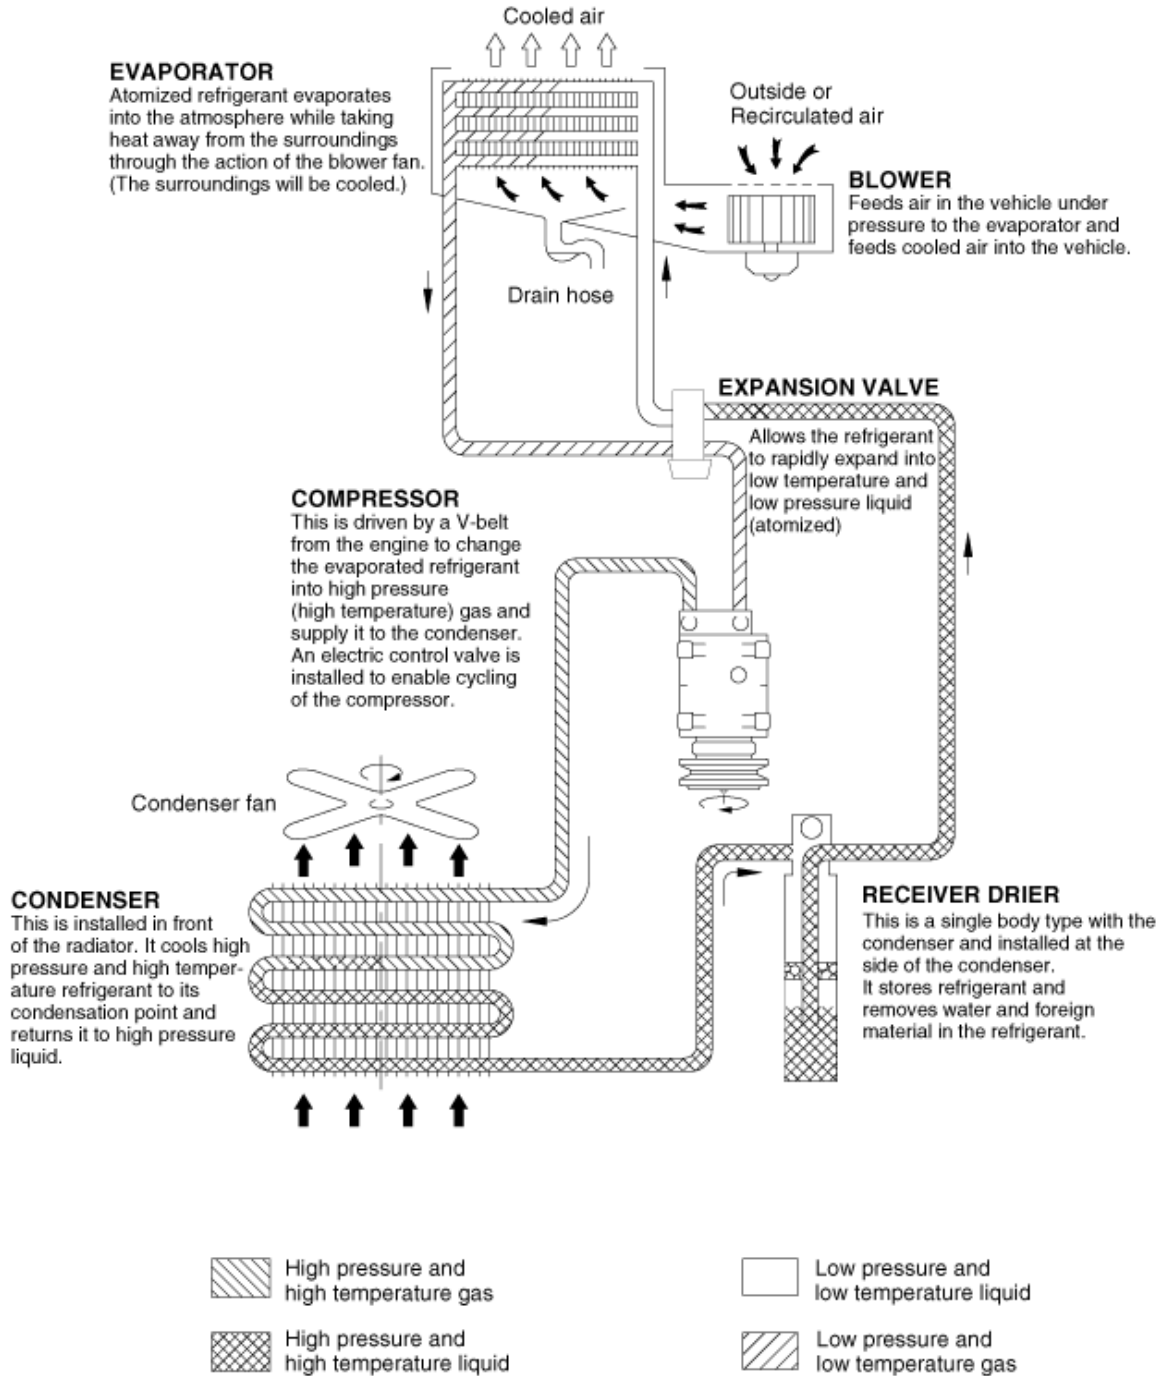 Cooled air
EVAPORATOR
Atomized refrigerant evaporates
into the atmosphere while taking
heat away from the surroundings
through the action of the blower fan.
(The surroundings will be cooled.)
Outside or
Recirculated air
BLOWER
Feeds air in the vehicle under
pressure to the evaporator and
feeds cooled air into the vehicle.
Drain hose
EXPANSION VALVE
Allows the refrigerant
to rapidly expand into
low temperature and
low pressure liquid
(atomized)
COMPRESSOR
This is driven by a V-belt
from the engine to change
the evaporated refrigerant
into high pressure
(high temperature) gas and
supply it to the condenser.
An electric control valve is
installed to enable cycling
of the compressor.
Condenser fan
CONDENSER
This is installed in front
of the radiator. It cools high
pressure and high temper-
ature refrigerant to its
condensation point and
returns it to high pressure
liquid.
RECEIVER DRIER
This is a single body type with the
condenser and installed at the
side of the condenser.
It stores refrigerant and
removes water and foreign
material in the refrigerant.
High pressure and
high temperature gas
High pressure and
high temperature liquid
Low pressure and
low temperature liquid
Low pressure and
low temperature gas